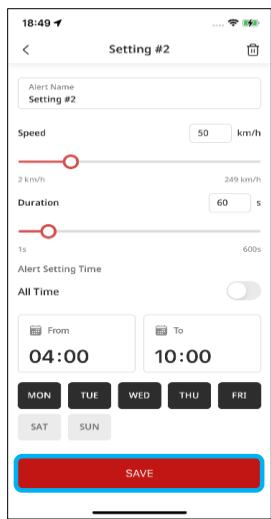 18:49
Setting #2
Alert Name
Setting #2
Speed 50 km/h
2 km/h 249 km/h
Duration 60 s
1s 600s
Alert Setting Time
All Time
From To
04:00 10:00
MON TUE WED THU FRI
SAT SUN
SAVE